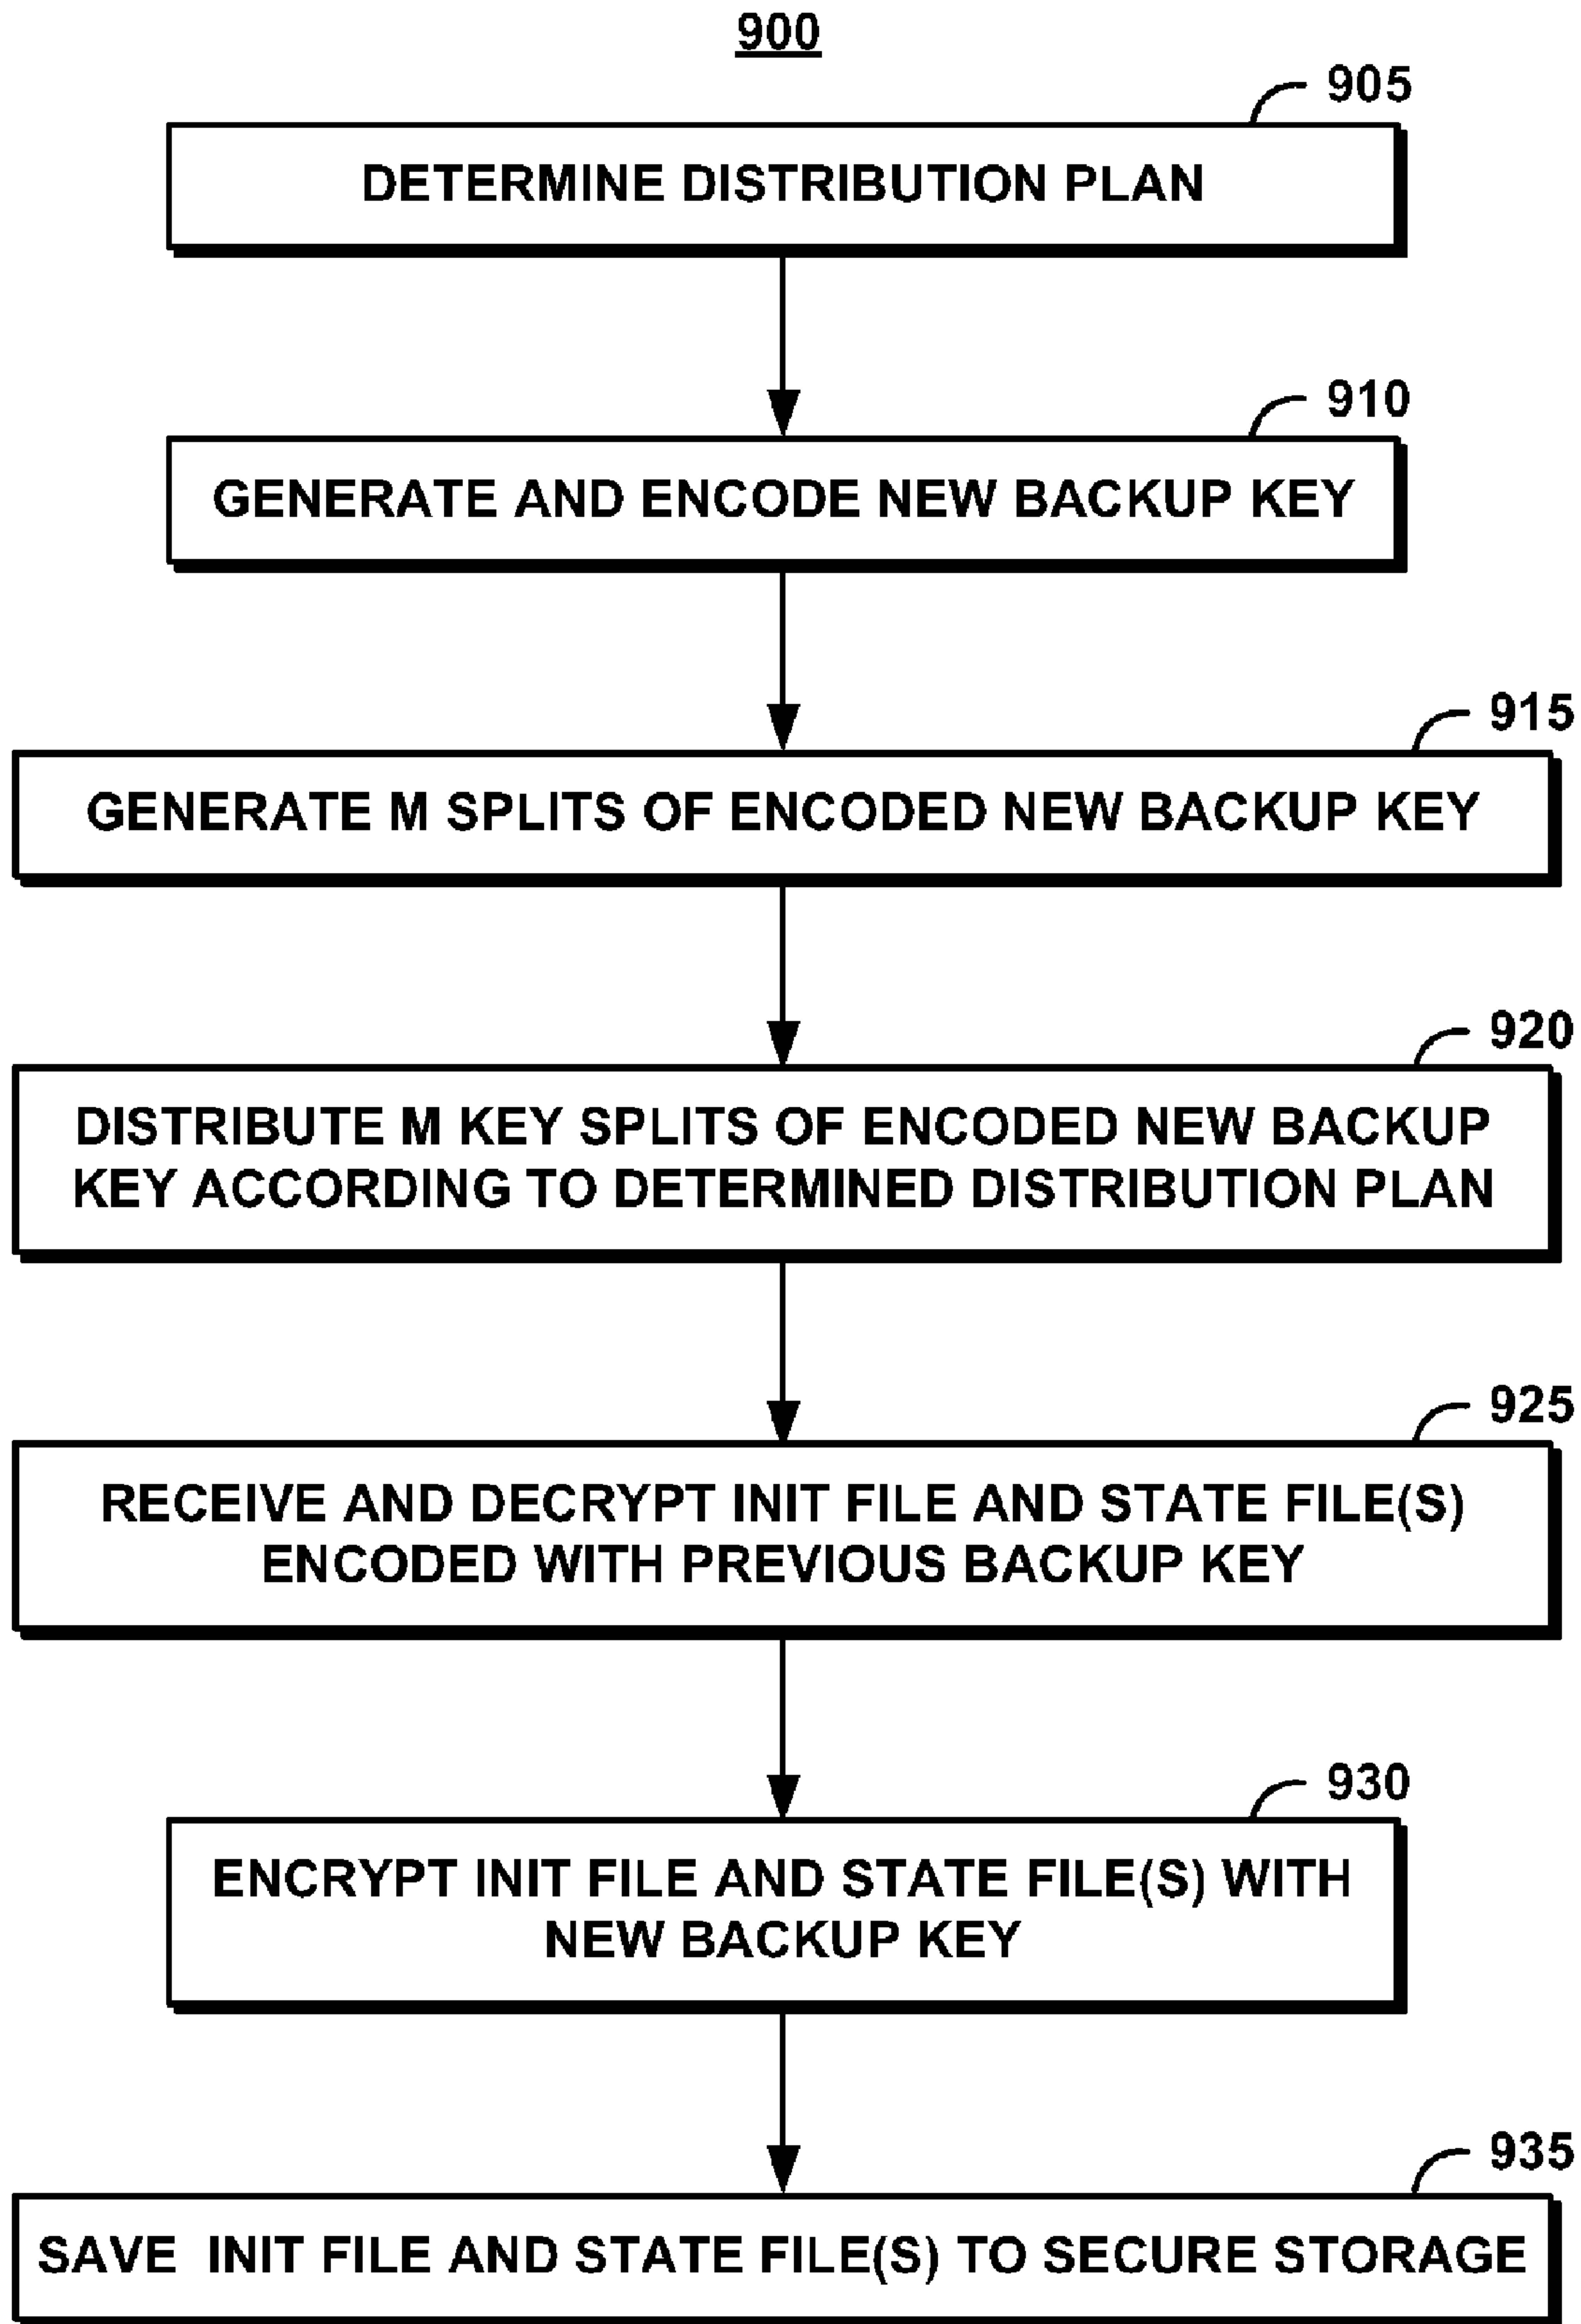 900
905
DETERMINE DISTRIBUTION PLAN
910
GENERATE AND ENCODE NEW BACKUP KEY
915
GENERATE M SPLITS OF ENCODED NEW BACKUP KEY
920
DISTRIBUTE M KEY SPLITS OF ENCODED NEW BACKUP
KEY ACCORDING TO DETERMINED DISTRIBUTION PLAN
925
RECEIVE AND DECRYPT INIT FILE AND STATE FILE(S)
ENCODED WITH PREVIOUS BACKUP KEY
930
ENCRYPT INIT FILE AND STATE FILE(S) WITH
NEW BACKUP KEY
935
SAVE INIT FILE AND STATE FILE(S) TO SECURE STORAGE